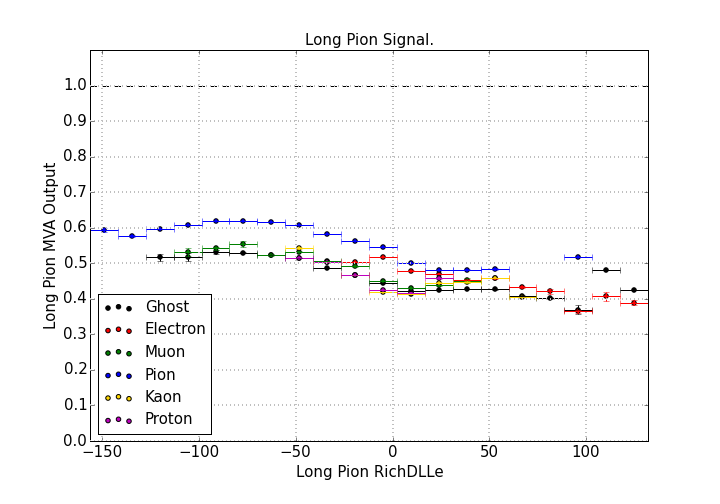 Long Pion Signal.
1.0
0.9
0.8
0.7
0.6
0.5
0.4
0.3
0.2
0.1
0.0
Long Pion MVA Output
Ghost
Electron
Muon
Pion
Kaon
Proton
−150 −100 −50 0 50 100
Long Pion RichDLLe